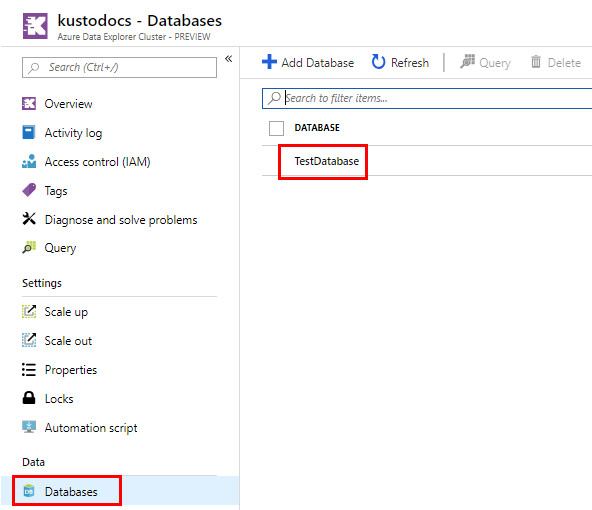 kustodocs - Databases
Azure Data Explorer Cluster - PREVIEW
Search (Ctrl+/)
«
Overview
Activity log
Access control (IAM)
Tags
Diagnose and solve problems
Query
Settings
Scale up
Scale out
Properties
Locks
Automation script
Data
Databases
Add Database
Refresh
Query
Delete
Search to filter items...
DATABASE
TestDatabase